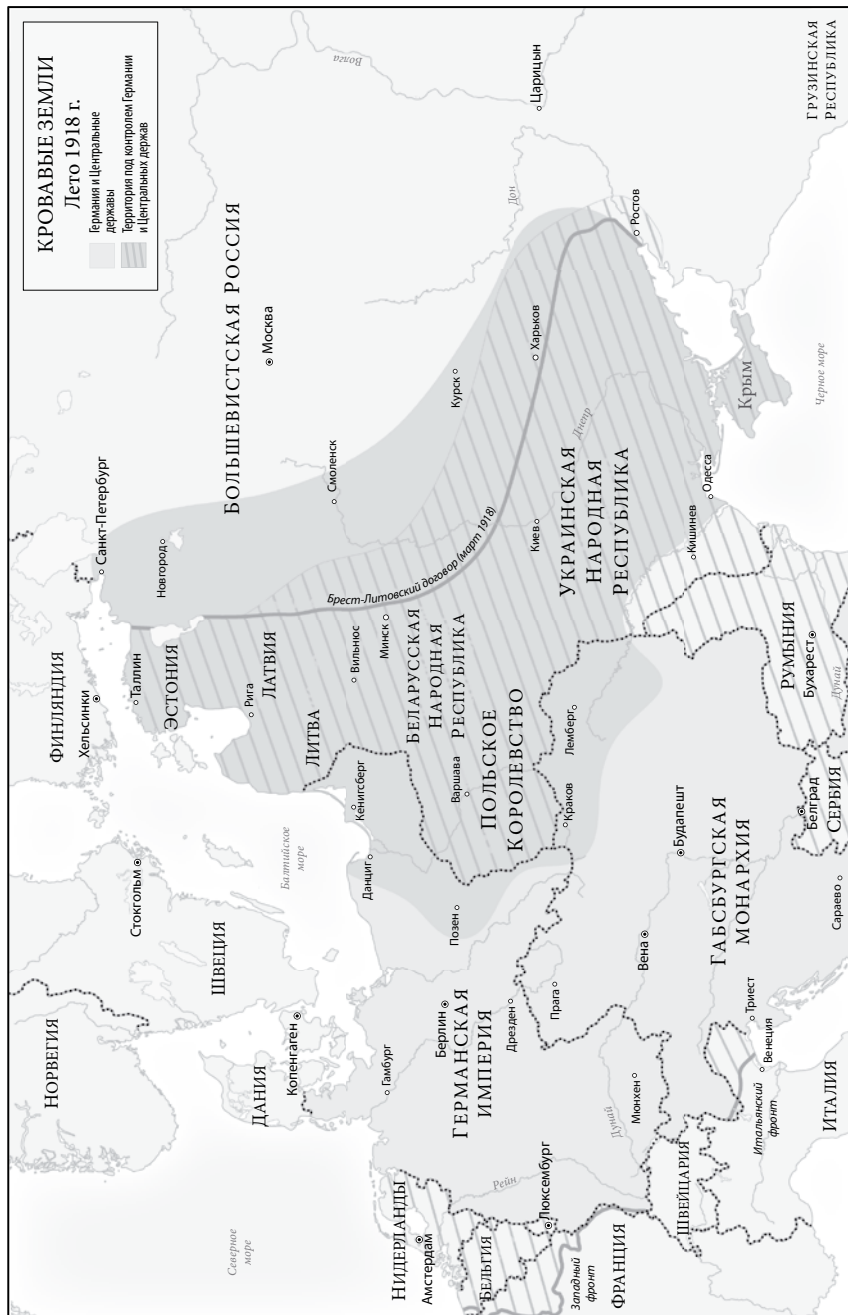 КРОВАВЫЕ ЗЕМЛИ
Лето 1918 г.
Германия и Центральные
державы
Территория под контролем Германии
и Центральных держав
НОРВЕГИЯ
ШВЕЦИЯ
Стокгольм
ФИНЛЯНДИЯ
Хельсинки
Санкт-Петербург
Таллин
ЭСТОНИЯ
Новгород
БОЛЬШЕВИСТСКАЯ РОССИЯ
Москва
Волга
Северное
море
ДАНИЯ
Копенгаген
Балтийское
море
Рига
ЛАТВИЯ
Смоленск
ЛИТВА
Вильнюс
Минск
Брест-Литовский договор (март 1918)
Кенигсберг
Данциг
Гамбург
НИДЕРЛАНДЫ
Амстердам
БЕЛАРУССКАЯ
НАРОДНАЯ
РЕСПУБЛИКА
Курск
Дон
Варшава
Позен
Берлин
ГЕРМАНСКАЯ
ИМПЕРИЯ
ПОЛЬСКОЕ
КОРОЛЕВСТВО
БЕЛЬГИЯ
Рейн
Дрезден
Люксембург
Прага
Краков
Лемберг
Киев
Харьков
Царицын
УКРАИНСКАЯ
НАРОДНАЯ
РЕСПУБЛИКА
Днепр
Ростов
Западный
фронт
ФРАНЦИЯ
Дунай
Мюнхен
Вена
Будапешт
Кишинев
Одесса
Крым
ШВЕЙЦАРИЯ
ГАБСБУРГСКАЯ
МОНАРХИЯ
Триест
Венеция
Итальянский
фронт
ИТАЛИЯ
Сараево
Белград
СЕРБИЯ
РУМЫНИЯ
Бухарест
Дунай
Черное море
ГРУЗИНСКАЯ
РЕСПУБЛИКА